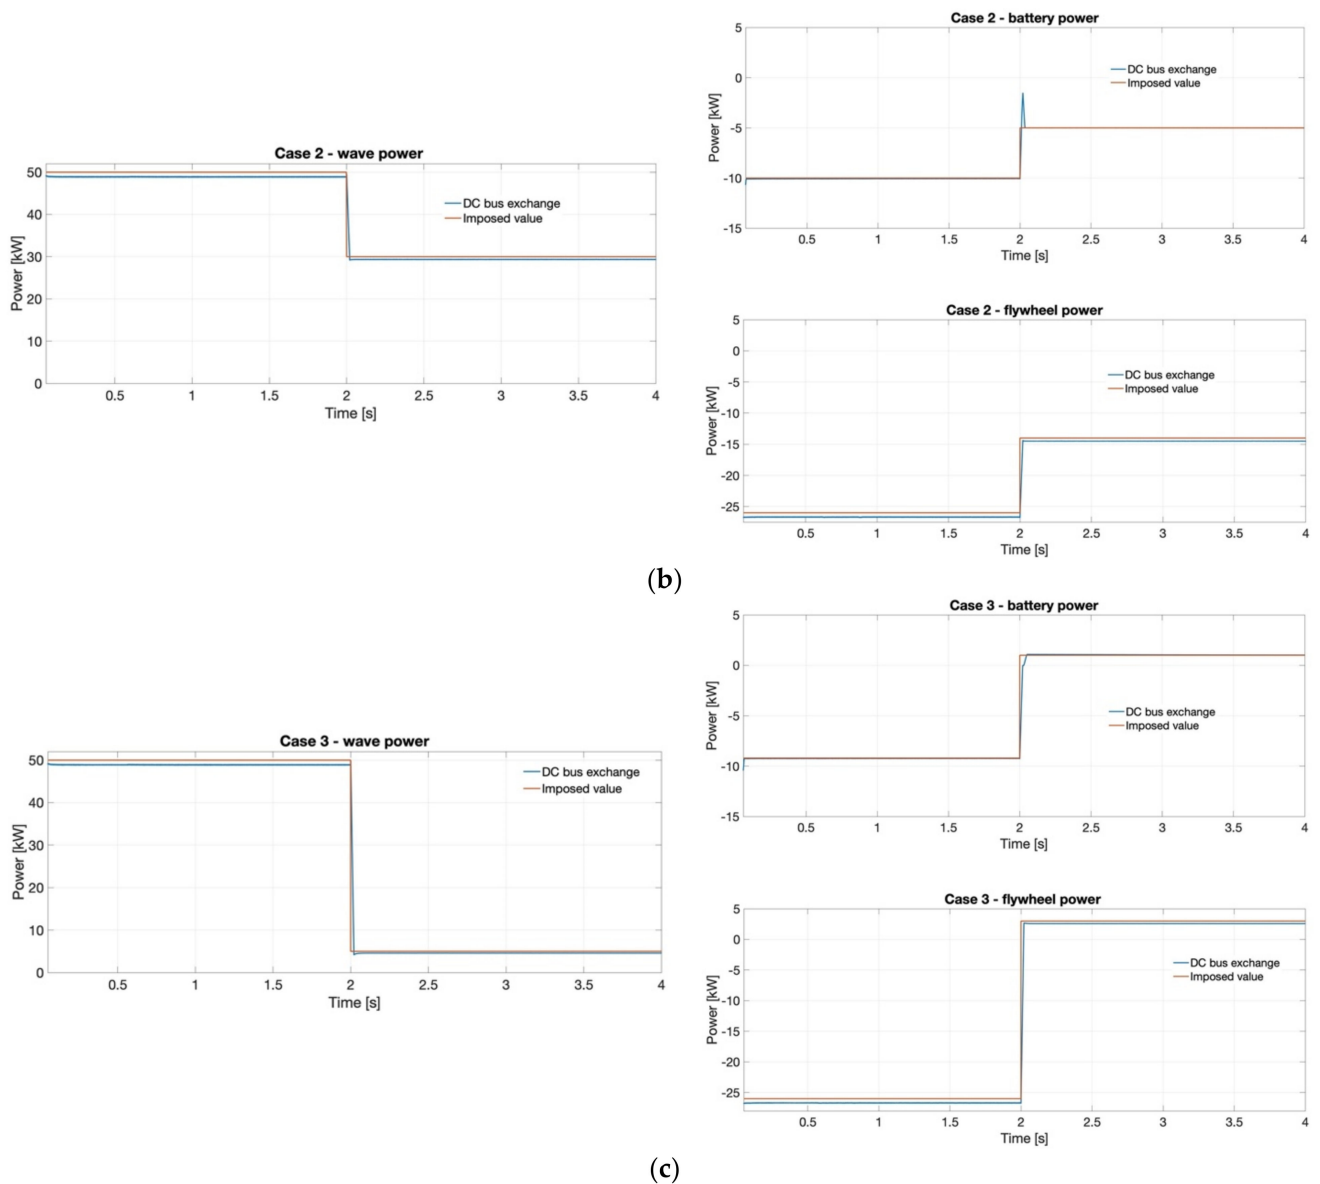 Case 2 - wave power
Power [kW]
50
40
30
20
10
0
DC bus exchange
Imposed value
0.5 1 1.5 2 2.5 3 3.5 4
Time [s]
Case 2 - battery power
Power [kW]
5
0
-5
-10
-15
DC bus exchange
Imposed value
0.5 1 1.5 2 2.5 3 3.5 4
Time [s]
Case 2 - flywheel power
Power [kW]
5
0
-5
-10
-15
-20
-25
DC bus exchange
Imposed value
0.5 1 1.5 2 2.5 3 3.5 4
Time [s]
(b)
Case 3 - wave power
Power [kW]
50
40
30
20
10
0
DC bus exchange
Imposed value
0.5 1 1.5 2 2.5 3 3.5 4
Time [s]
Case 3 - battery power
Power [kW]
5
0
-5
-10
-15
DC bus exchange
Imposed value
0.5 1 1.5 2 2.5 3 3.5 4
Time [s]
Case 3 - flywheel power
Power [kW]
5
0
-5
-10
-15
-20
-25
DC bus exchange
Imposed value
0.5 1 1.5 2 2.5 3 3.5 4
Time [s]
(c)